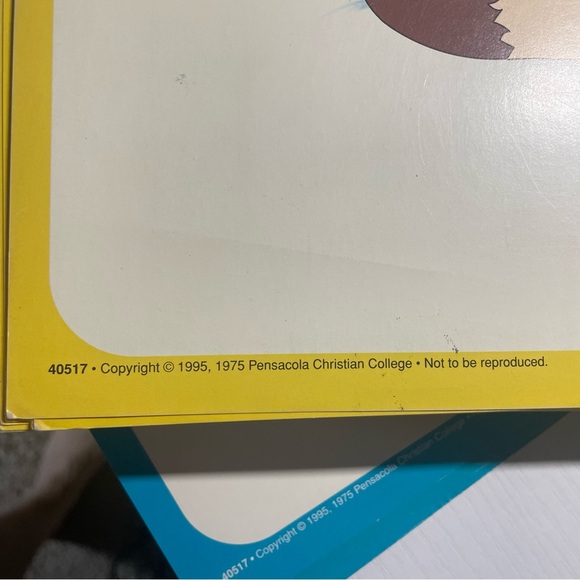 40517 • Copyright © 1995, 1975 Pensacola Christian College • Not to be reproduced.
40517 • Copyright © 1995, 1975 Pensacola Christian College •